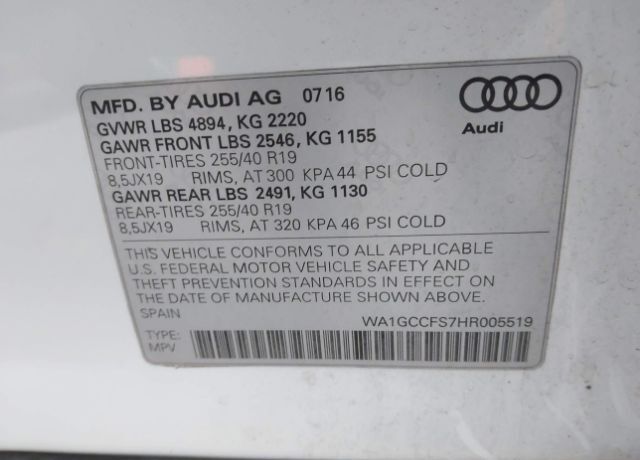 MFD. BY AUDI AG 0716
GVWR LBS 4894, KG 2220
GAWR FRONT LBS 2546, KG 1155
FRONT-TIRES 255/40 R19
8,5JX19 RIMS, AT 300 KPA 44 PSI COLD
GAWR REAR LBS 2491, KG 1130
REAR-TIRES 255/40 R19
8,5JX19 RIMS, AT 320 KPA 46 PSI COLD
Audi
THIS VEHICLE CONFORMS TO ALL APPLICABLE
U.S. FEDERAL MOTOR VEHICLE SAFETY AND
THEFT PREVENTION STANDARDS IN EFFECT ON
THE DATE OF MANUFACTURE SHOWN ABOVE.
SPAIN
WA1GCCFS7HR005519
TYPE:
MPV